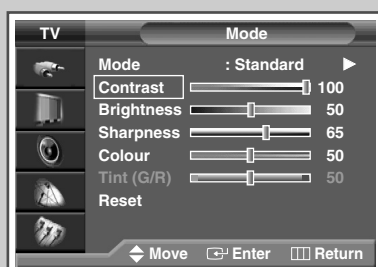 TV Mode
Mode : Standard
Contrast 100
Brightness 50
Sharpness 65
Colour 50
Tint (G/R) 50
Reset
Move Enter Return